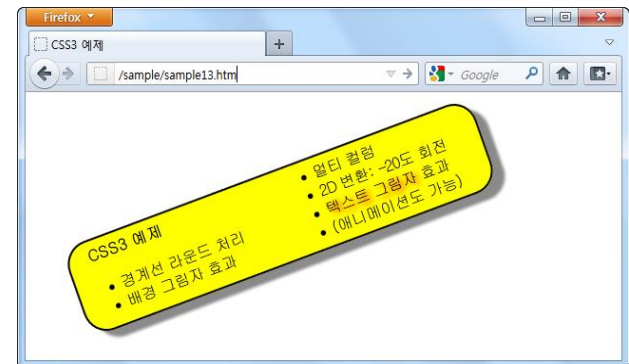 Firefox
CSS3 예제
/sample/sample13.htm
Google
CSS3 예제
• 경계선 라운드 처리
• 배경 그림자 효과
• 멀티 컬럼
• 2D 변환: -20도 회전
• 텍스트 그림자 효과
• (애니메이션도 가능)